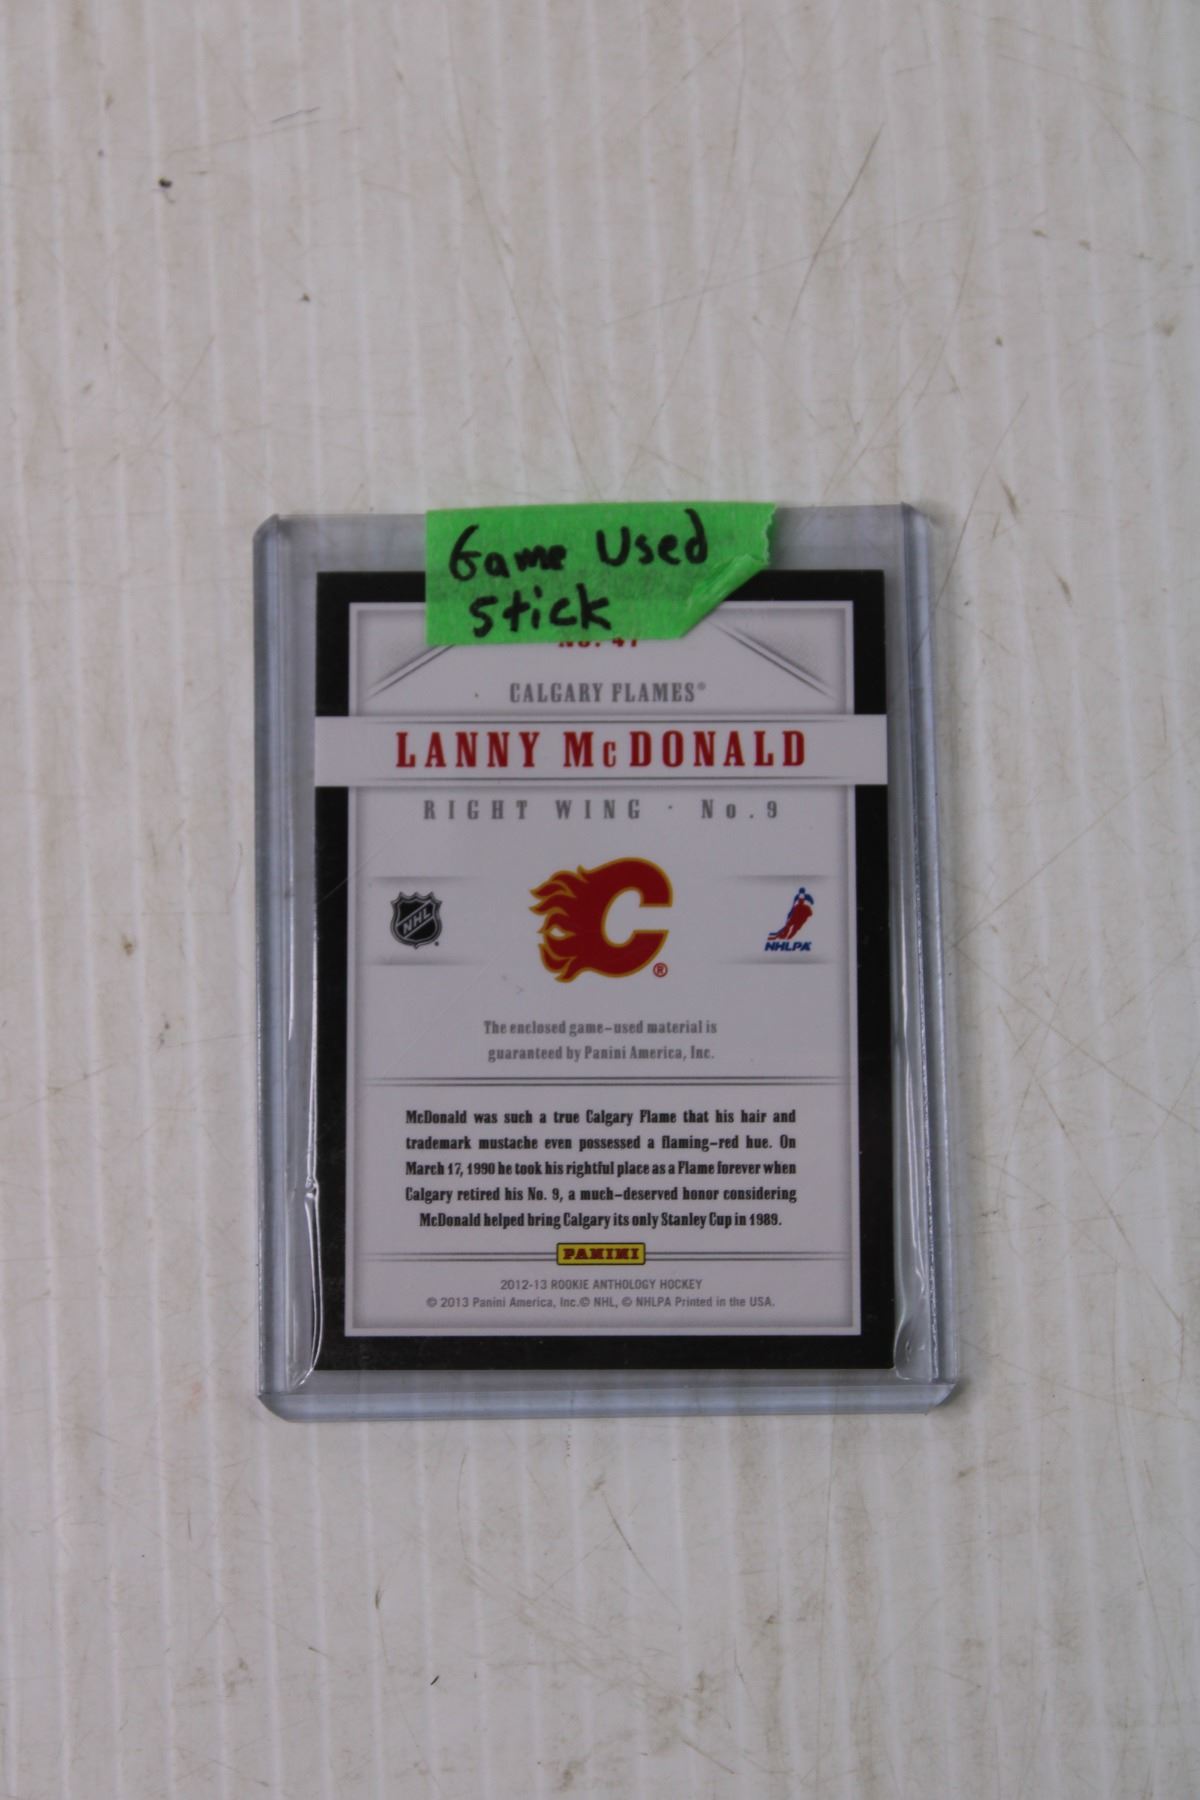 Game Used
Stick
CALGARY FLAMES®
LANNY McDONALD
RIGHT WING · No. 9
NHL
NHLPA
®
The enclosed game-used material is
guaranteed by Panini America, Inc.
McDonald was such a true Calgary Flame that his hair and
trademark mustache even possessed a flaming-red hue. On
March 17, 1990 he took his rightful place as a Flame forever when
Calgary retired his No. 9, a much-deserved honor considering
McDonald helped bring Calgary its only Stanley Cup in 1989.
PANINI
2012-13 ROOKIE ANTHOLOGY HOCKEY
© 2013 Panini America, Inc.© NHL, © NHLPA Printed in the USA.